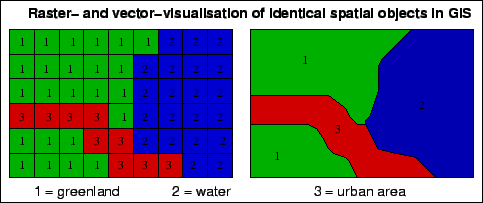 Raster– and vector–visualisation of identical spatial objects in GIS
1 1 1 1 1 1 2 2 2
1 1 1 1 1 2 2 2 2
1 1 1 1 1 2 2 2 2
3 3 3 3 1 2 2 2 2
1 1 1 3 3 2 2 2 2
1 1 1 1 3 3 3 2 2
1
2
3
1
1 = greenland 2 = water 3 = urban area